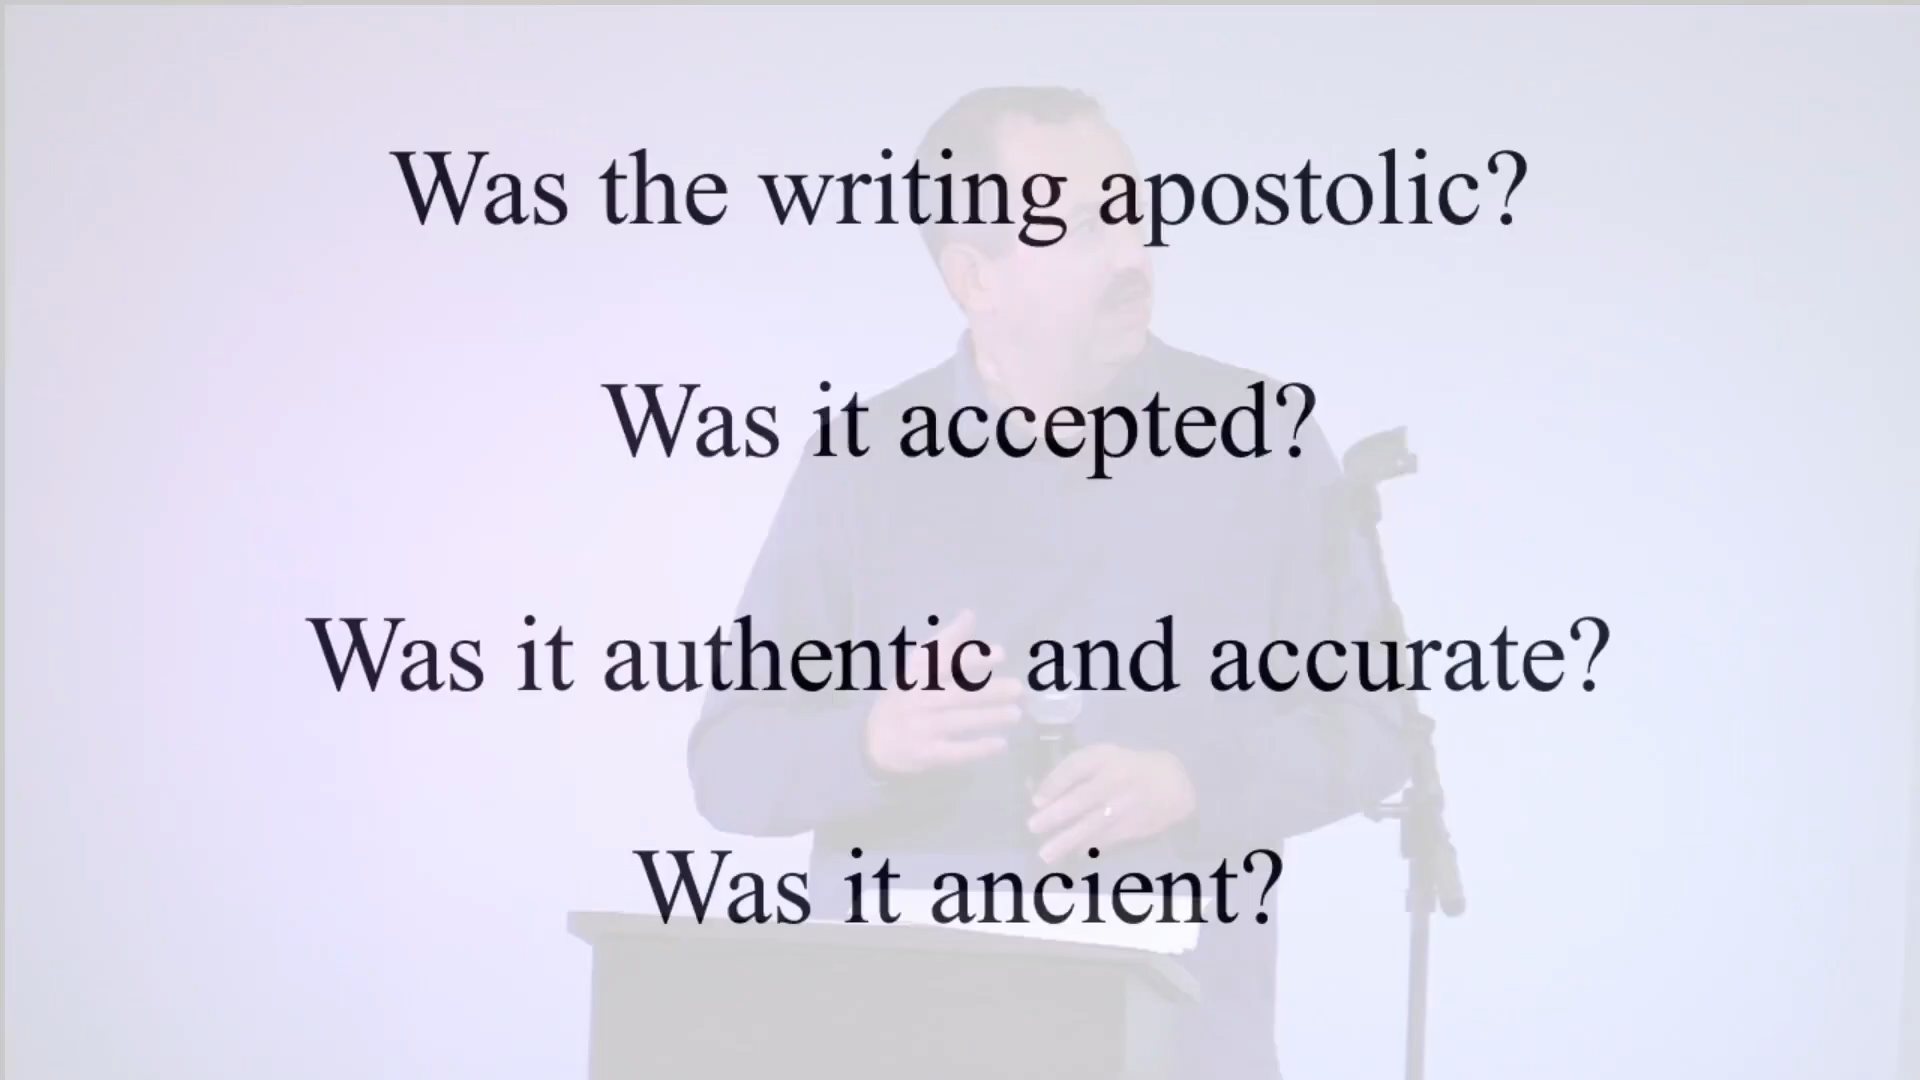 Was the writing apostolic?
Was it accepted?
Was it authentic and accurate?
Was it ancient?